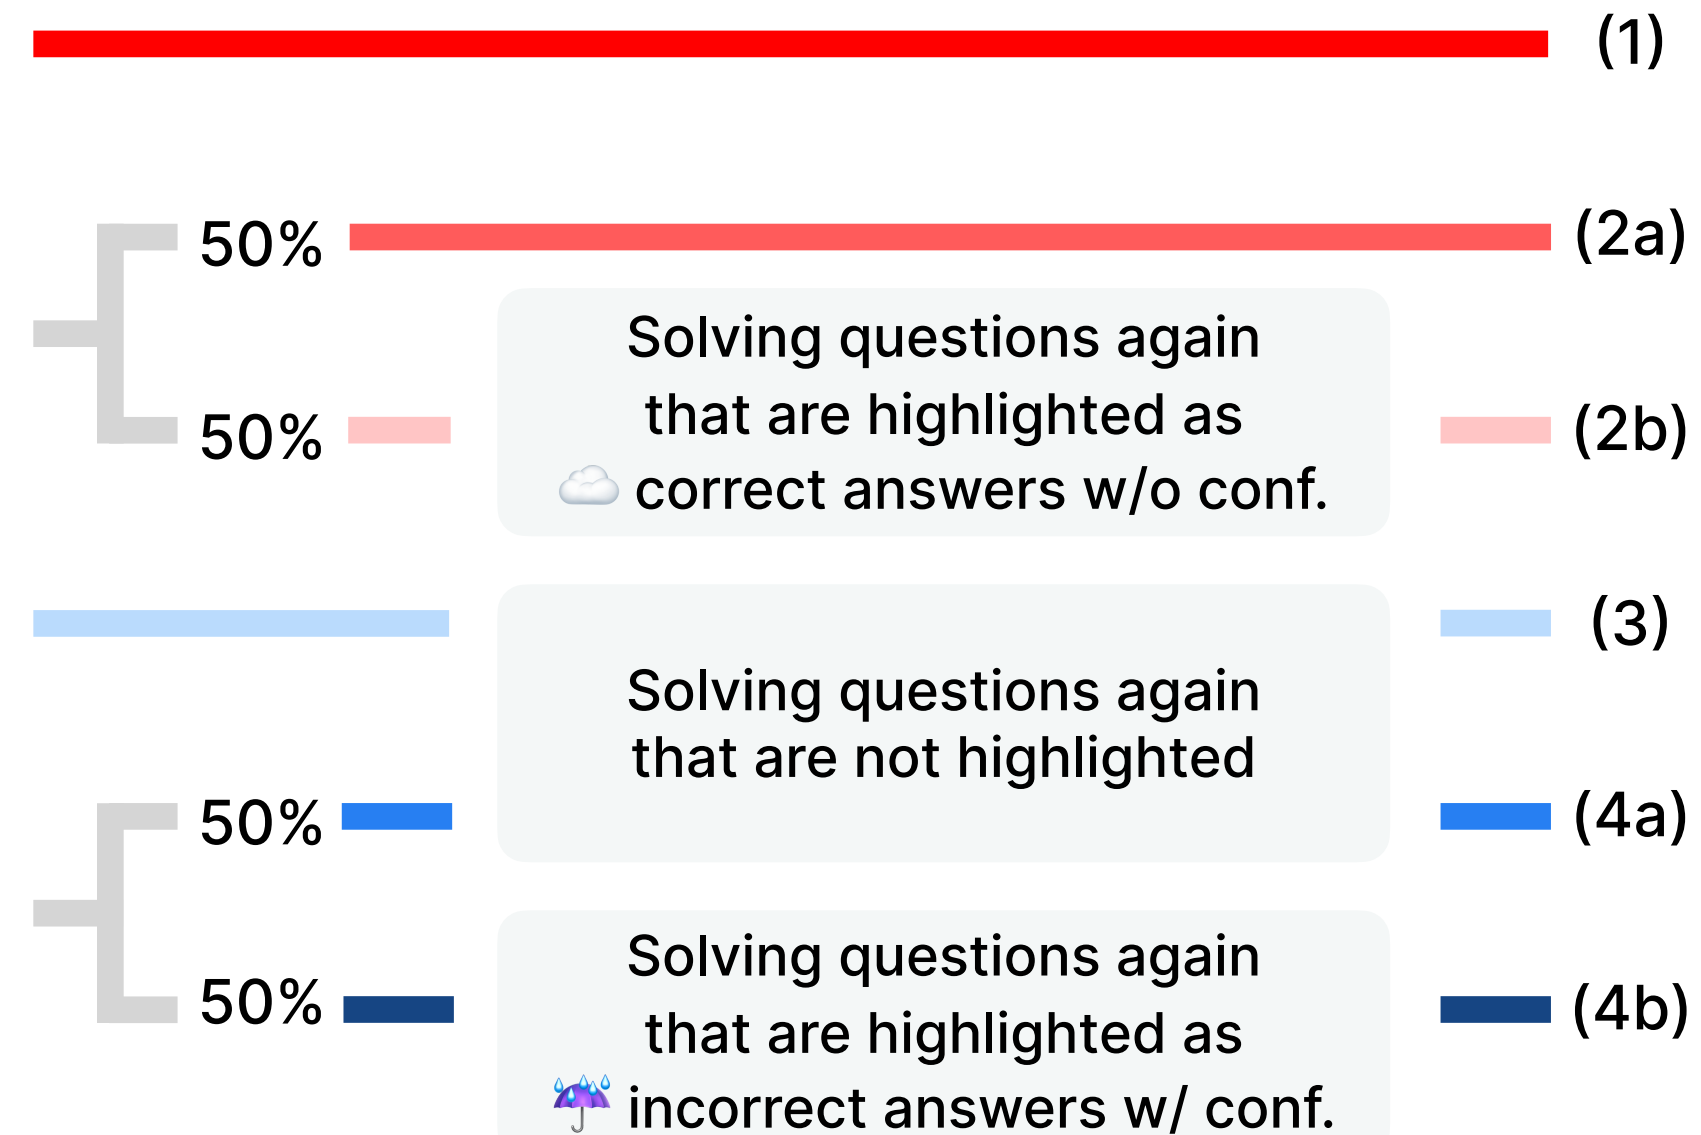 (1)
50% (2a)
Solving questions again
that are highlighted as
50% (2b)
correct answers w/o conf.
(3)
Solving questions again
that are not highlighted
50% (4a)
Solving questions again
50% (4b)
that are highlighted as
incorrect answers w/ conf.